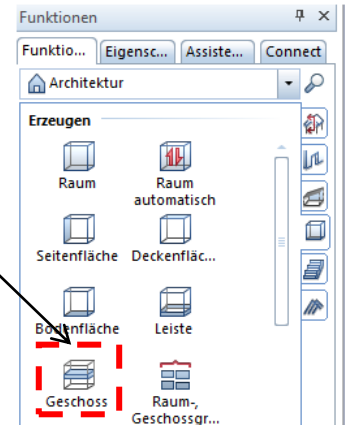 Funktionen
Funktio... Eigensc... Assiste... Connect
Architektur
Erzeugen
Raum Raum automatisch
Seitenfläche Deckenfläc...
Bodenfläche Leiste
Geschoss Raum-, Geschossgr...